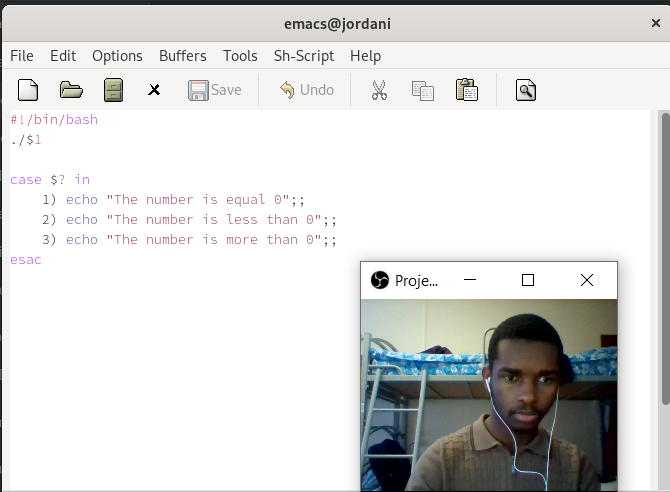 emacs@jordani
File Edit Options Buffers Tools Sh-Script Help
Save Undo
#!/bin/bash
./$1
case $? in
    1) echo "The number is equal 0";;
    2) echo "The number is less than 0";;
    3) echo "The number is more than 0";;
esac
Proje...